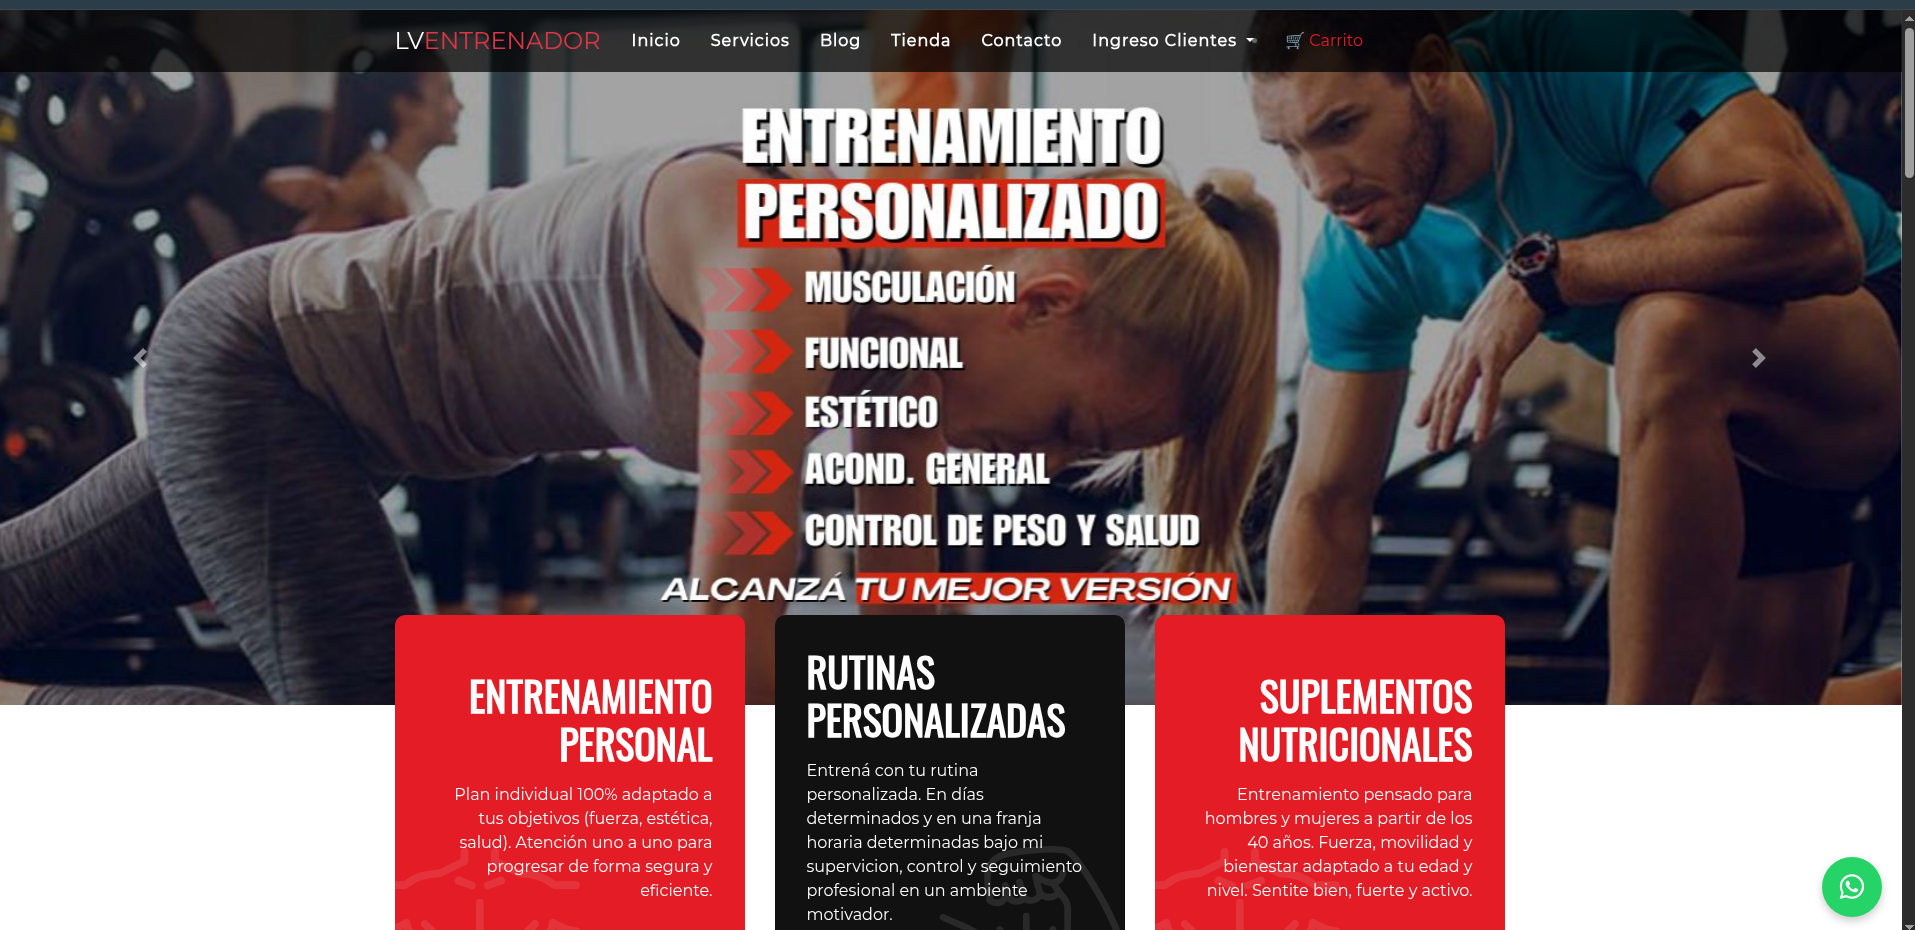 LVENTRENADOR Inicio Servicios Blog Tienda Contacto Ingreso Clientes 🛒 Carrito
ENTRENAMIENTO
PERSONALIZADO
MUSCULACIÓN
FUNCIONAL
ESTÉTICO
ACOND. GENERAL
CONTROL DE PESO Y SALUD
ALCANZÁ TU MEJOR VERSIÓN
ENTRENAMIENTO
PERSONAL
Plan individual 100% adaptado a
tus objetivos (fuerza, estética,
salud). Atención uno a uno para
progresar de forma segura y
eficiente.
RUTINAS
PERSONALIZADAS
Entrená con tu rutina
personalizada. En días
determinados y en una franja
horaria determinadas bajo mi
supervicion, control y seguimiento
profesional en un ambiente
motivador.
SUPLEMENTOS
NUTRICIONALES
Entrenamiento pensado para
hombres y mujeres a partir de los
40 años. Fuerza, movilidad y
bienestar adaptado a tu edad y
nivel. Sentite bien, fuerte y activo.